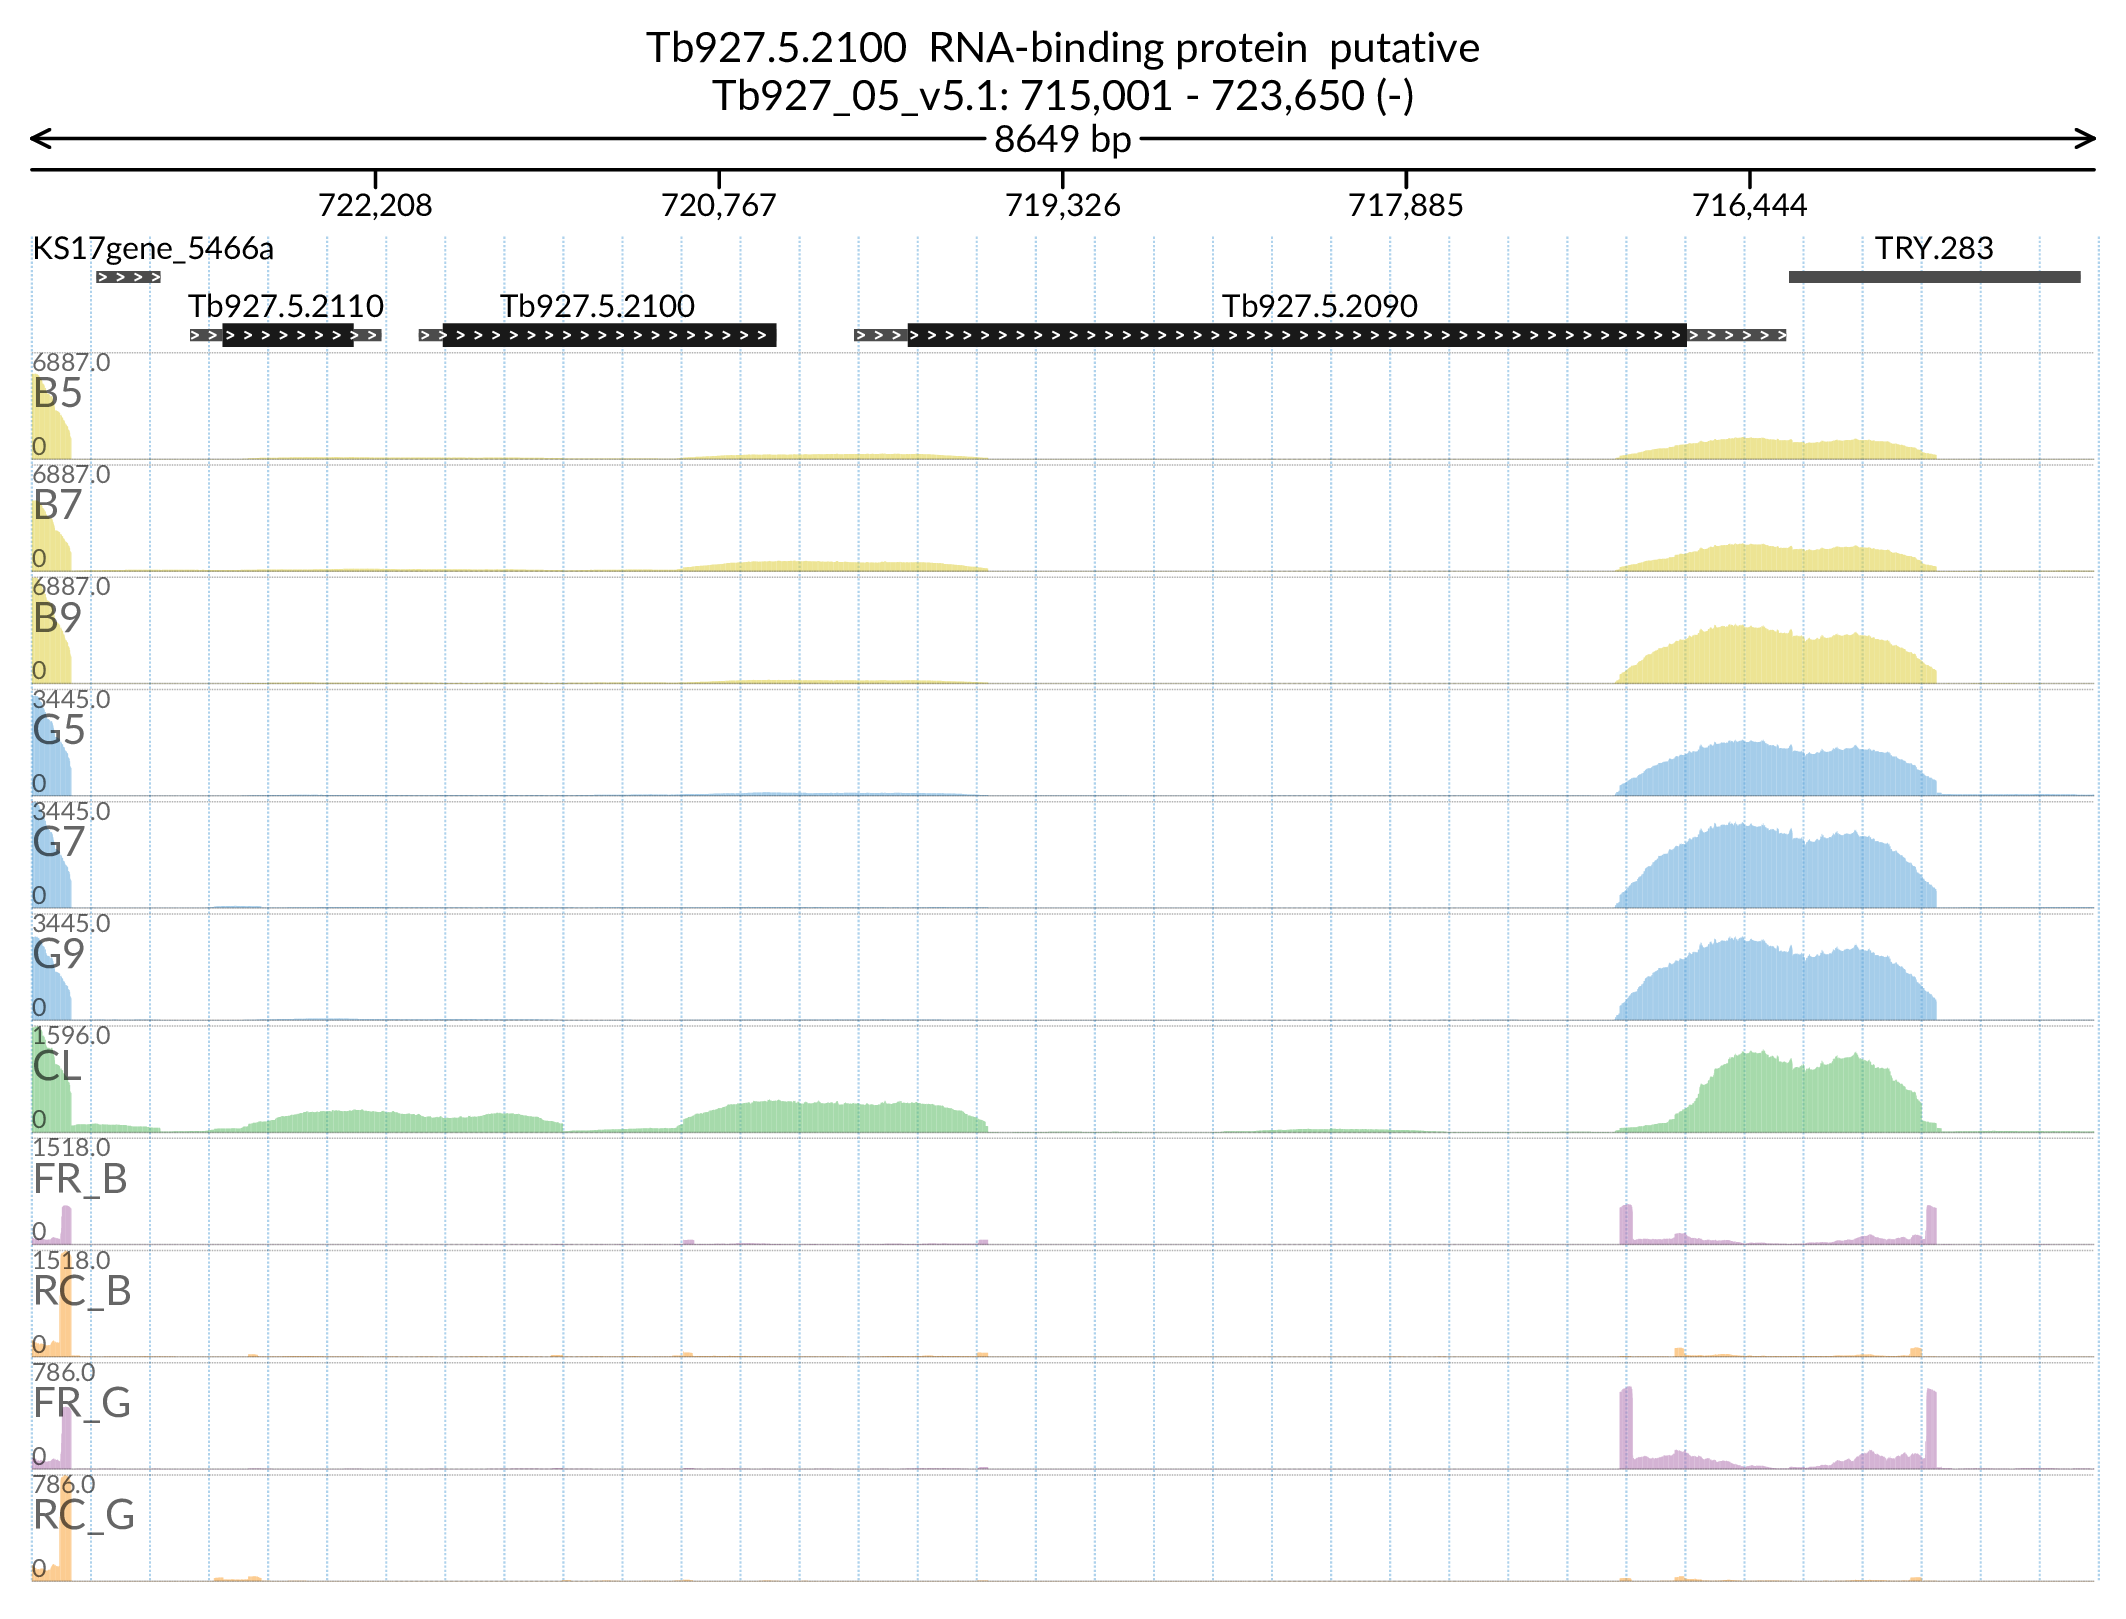 Tb927.5.2100  RNA-binding protein  putative
Tb927_05_v5.1: 715,001 - 723,650 (-)
8649 bp
722,208 720,767 719,326 717,885 716,444
KS17gene_5466a TRY.283
Tb927.5.2110 Tb927.5.2100 Tb927.5.2090
6887.0
B5
0
6887.0
B7
0
6887.0
B9
0
3445.0
G5
0
3445.0
G7
0
3445.0
G9
0
1596.0
CL
0
1518.0
FR_B
0
1518.0
RC_B
0
786.0
FR_G
0
786.0
RC_G
0